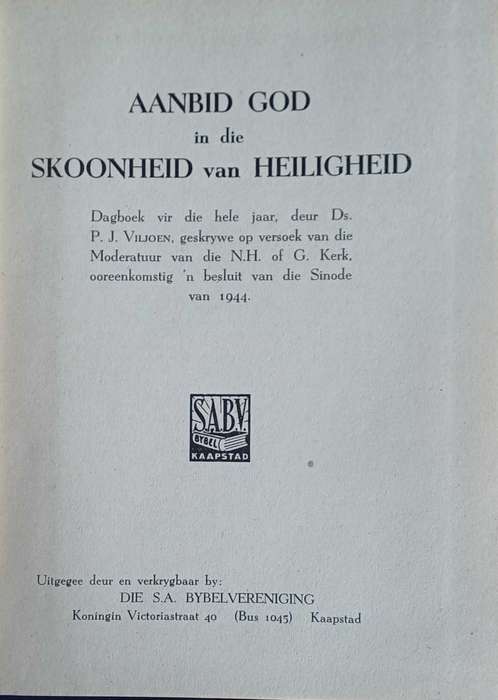 AANBID GOD
in die
SKOONHEID van HEILIGHEID
Dagboek vir die hele jaar, deur Ds.
P. J. VILJOEN, geskrywe op versoek van die
Moderatuur van die N.H. of G. Kerk,
ooreenkomstig 'n besluit van die Sinode
van 1944.
S.A.B.V.
BYBEL
KAAPSTAD
Uitgegee deur en verkrygbaar by:
DIE S.A. BYBELVERENIGING
Koningin Victoriastraat 40 (Bus 1045) Kaapstad